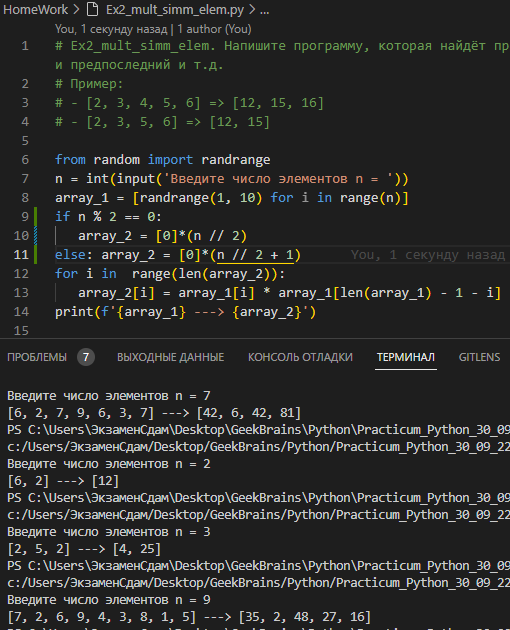 HomeWork > Ex2_mult_simm_elem.py > ...
You, 1 секунду назад | 1 author (You)
1 # Ex2_mult_simm_elem. Напишите программу, которая найдёт пр
и предпоследний и т.д.
2 # Пример:
3 # - [2, 3, 4, 5, 6] => [12, 15, 16]
4 # - [2, 3, 5, 6] => [12, 15]
5
6 from random import randrange
7 n = int(input('Введите число элементов n = '))
8 array_1 = [randrange(1, 10) for i in range(n)]
9 if n % 2 == 0:
10 array_2 = [0]*(n // 2)
11 else: array_2 = [0]*(n // 2 + 1) You, 1 секунду назад
12 for i in  range(len(array_2)):
13 array_2[i] = array_1[i] * array_1[len(array_1) - 1 - i]
14 print(f'{array_1} ---> {array_2}')
15
ПРОБЛЕМЫ 7 ВЫХОДНЫЕ ДАННЫЕ КОНСОЛЬ ОТЛАДКИ ТЕРМИНАЛ GITLENS
Введите число элементов n = 7
[6, 2, 7, 9, 6, 3, 7] ---> [42, 6, 42, 81]
PS C:\Users\ЭкзаменСдам\Desktop\GeekBrains\Python\Practicum_Python_30_09
c:/Users/ЭкзаменСдам/Desktop/GeekBrains/Python/Practicum_Python_30_09_22
Введите число элементов n = 2
[6, 2] ---> [12]
PS C:\Users\ЭкзаменСдам\Desktop\GeekBrains\Python\Practicum_Python_30_09
c:/Users/ЭкзаменСдам/Desktop/GeekBrains/Python/Practicum_Python_30_09_22
Введите число элементов n = 3
[2, 5, 2] ---> [4, 25]
PS C:\Users\ЭкзаменСдам\Desktop\GeekBrains\Python\Practicum_Python_30_09
c:/Users/ЭкзаменСдам/Desktop/GeekBrains/Python/Practicum_Python_30_09_22
Введите число элементов n = 9
[7, 2, 6, 9, 4, 3, 8, 1, 5] ---> [35, 2, 48, 27, 16]